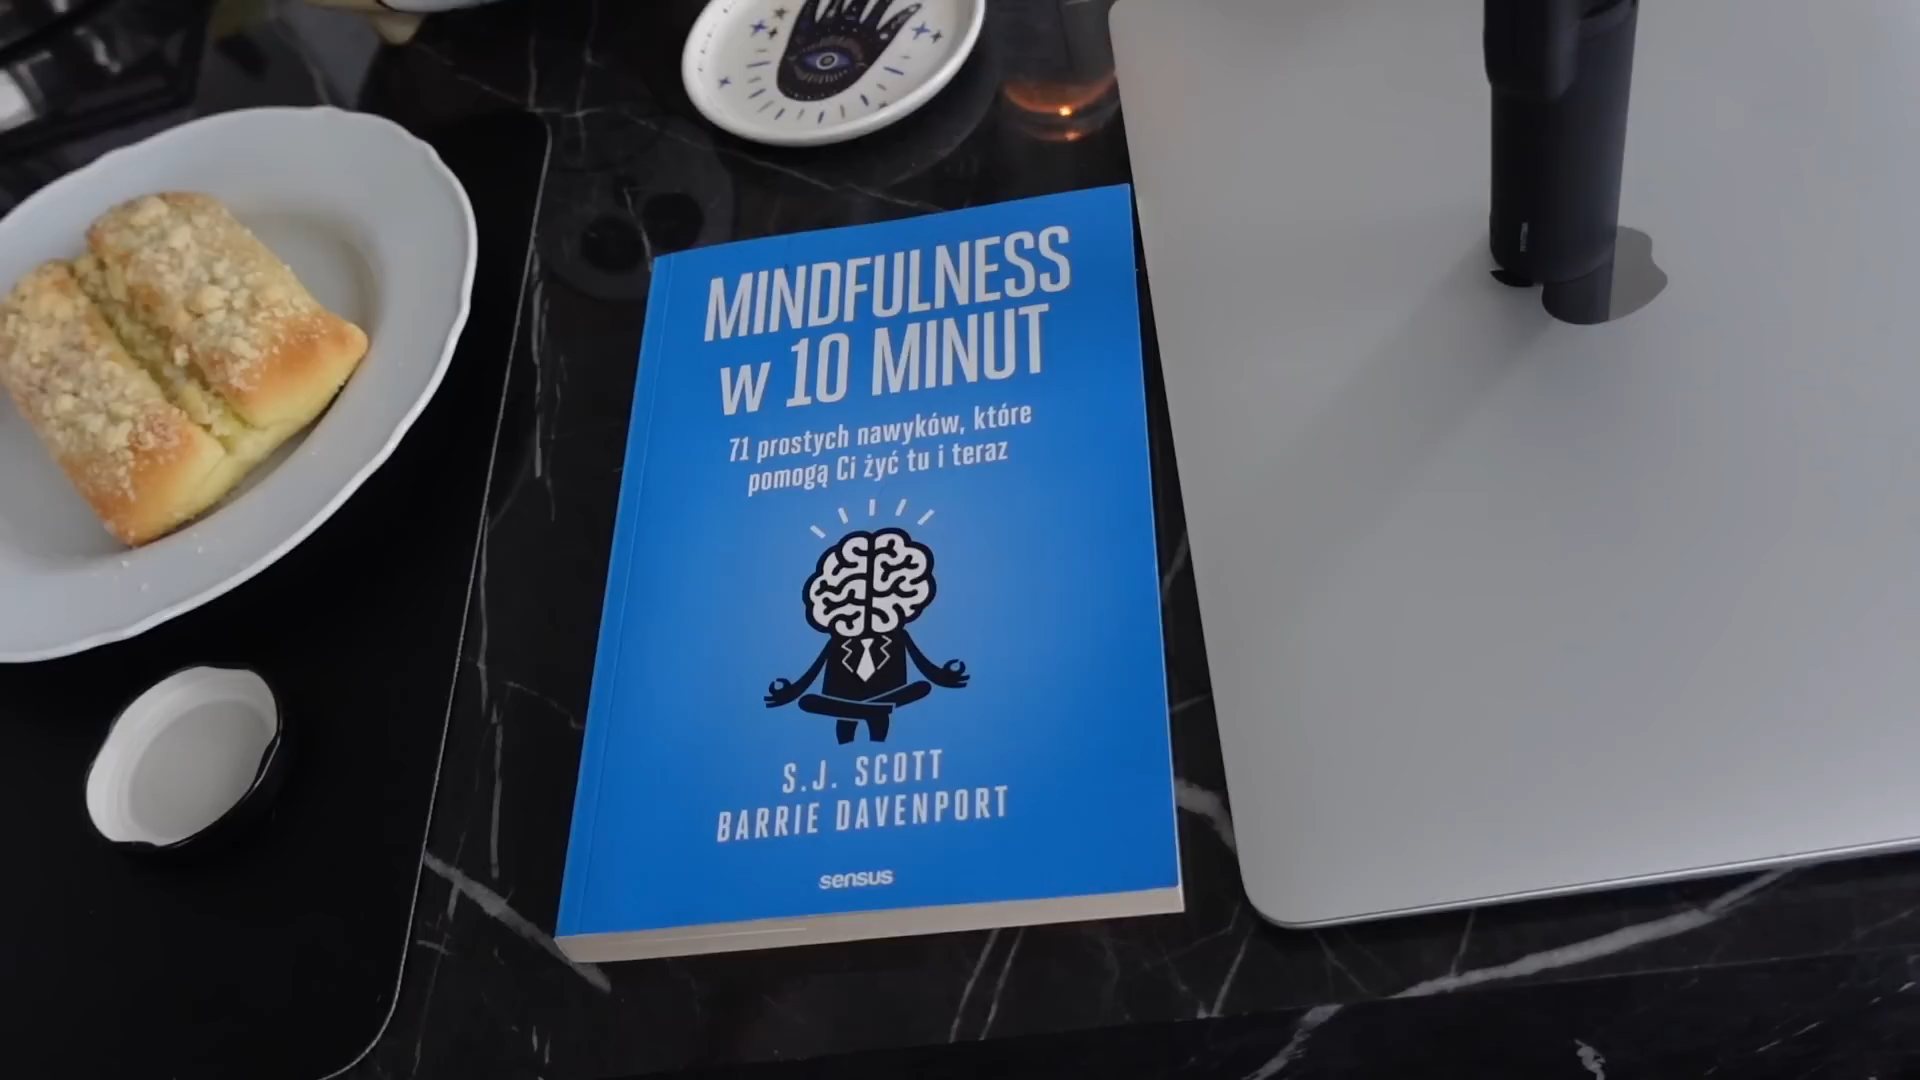 MINDFULNESS
w 10 MINUT
71 prostych nawyków, które
pomogą Ci żyć tu i teraz
S.J. SCOTT
BARRIE DAVENPORT
sensus